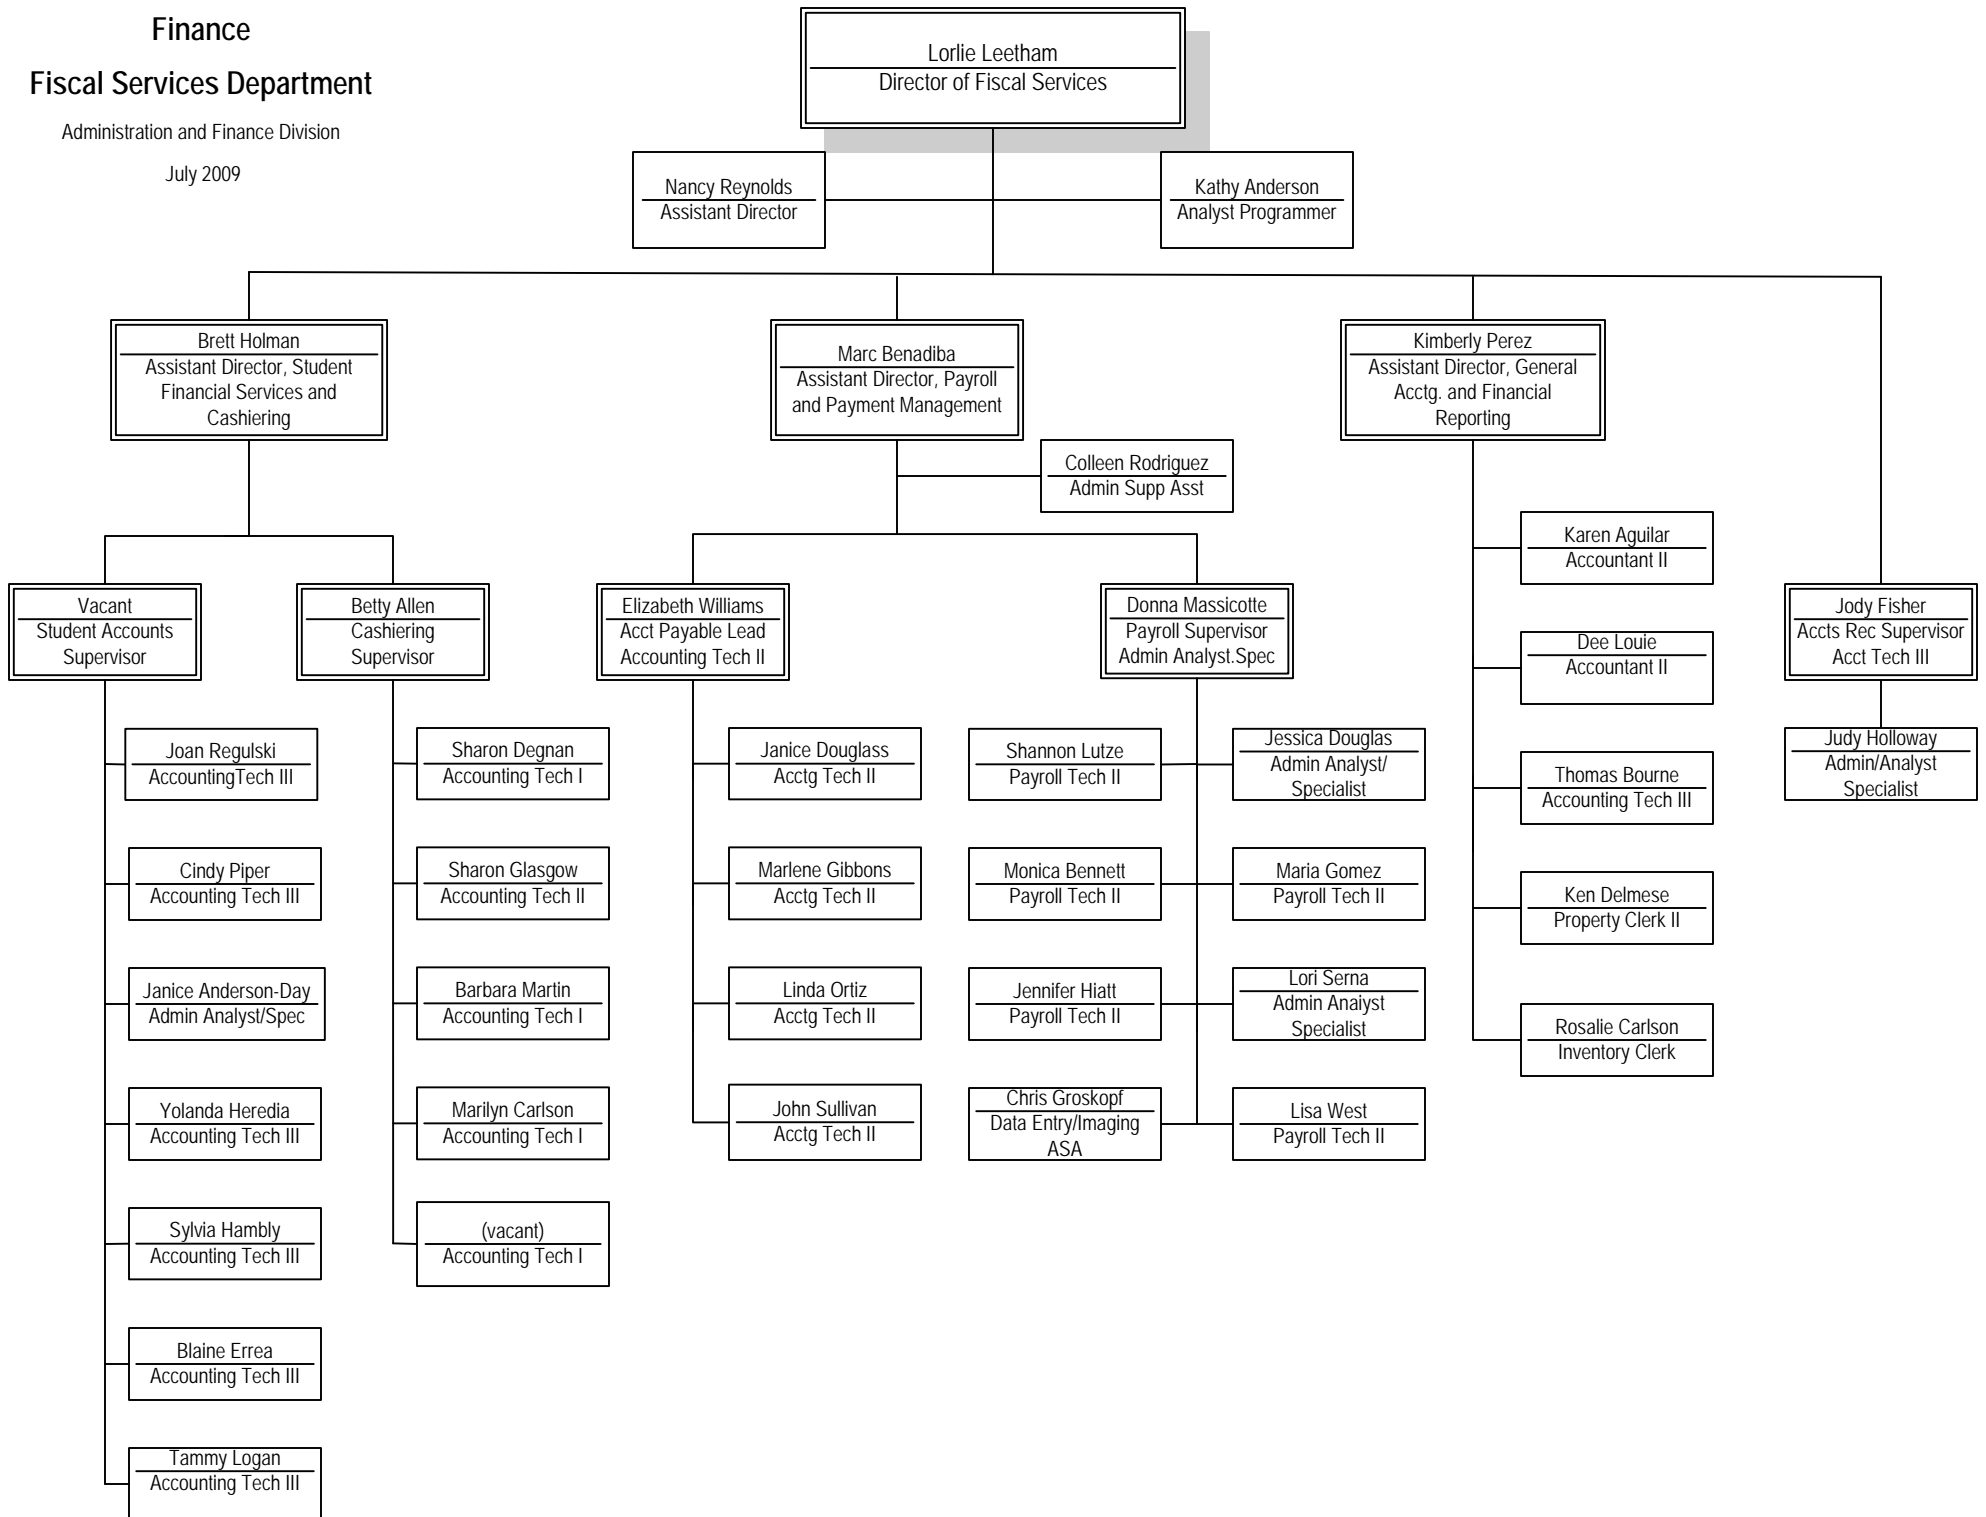 Finance
Fiscal Services Department
Administration and Finance Division
July 2009
Lorlie Leetham
Director of Fiscal Services
Nancy Reynolds
Assistant Director
Kathy Anderson
Analyst Programmer
Brett Holman
Assistant Director, Student
Financial Services and
Cashiering
Marc Benadiba
Assistant Director, Payroll
and Payment Management
Kimberly Perez
Assistant Director, General
Acctg. and Financial
Reporting
Colleen Rodriguez
Admin Supp Asst
Vacant
Student Accounts
Supervisor
Joan Regulski
AccountingTech III
Cindy Piper
Accounting Tech III
Janice Anderson-Day
Admin Analyst/Spec
Yolanda Heredia
Accounting Tech III
Sylvia Hambly
Accounting Tech III
Blaine Errea
Accounting Tech III
Tammy Logan
Accounting Tech III
Betty Allen
Cashiering
Supervisor
Sharon Degnan
Accounting Tech I
Sharon Glasgow
Accounting Tech II
Barbara Martin
Accounting Tech I
Marilyn Carlson
Accounting Tech I
(vacant)
Accounting Tech I
Elizabeth Williams
Acct Payable Lead
Accounting Tech II
Janice Douglass
Acctg Tech II
Marlene Gibbons
Acctg Tech II
Linda Ortiz
Acctg Tech II
John Sullivan
Acctg Tech II
Donna Massicotte
Payroll Supervisor
Admin Analyst.Spec
Shannon Lutze
Payroll Tech II
Jessica Douglas
Admin Analyst/
Specialist
Monica Bennett
Payroll Tech II
Maria Gomez
Payroll Tech II
Jennifer Hiatt
Payroll Tech II
Lori Serna
Admin Anaiyst
Specialist
Chris Groskopf
Data Entry/Imaging
ASA
Lisa West
Payroll Tech II
Karen Aguilar
Accountant II
Dee Louie
Accountant II
Thomas Bourne
Accounting Tech III
Ken Delmese
Property Clerk II
Rosalie Carlson
Inventory Clerk
Jody Fisher
Accts Rec Supervisor
Acct Tech III
Judy Holloway
Admin/Analyst
Specialist